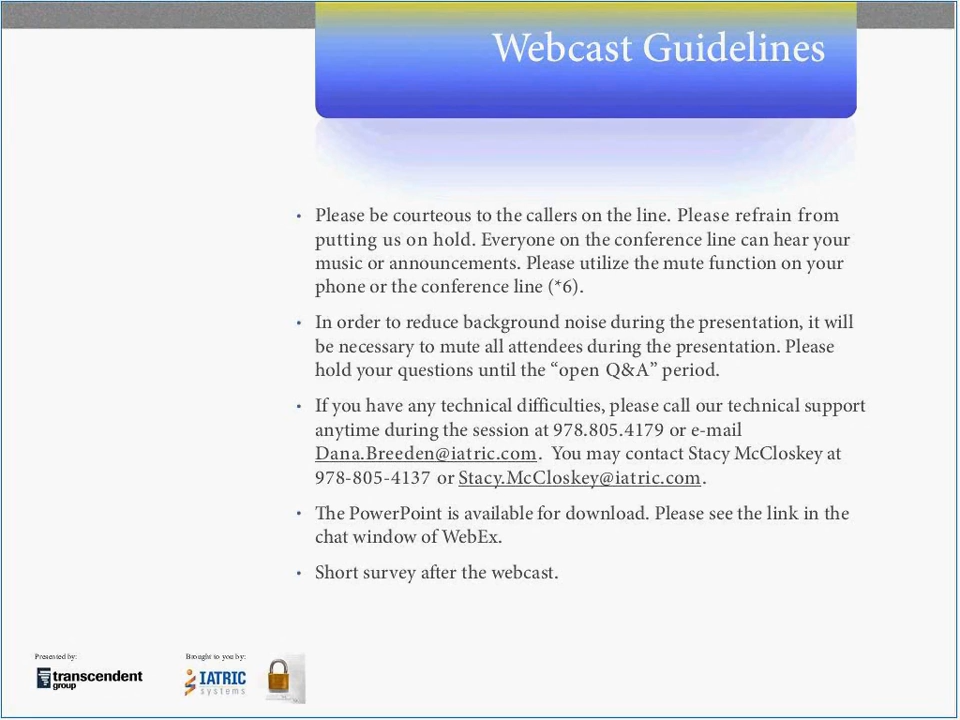 Webcast Guidelines
• Please be courteous to the callers on the line. Please refrain from
putting us on hold. Everyone on the conference line can hear your
music or announcements. Please utilize the mute function on your
phone or the conference line (*6).
• In order to reduce background noise during the presentation, it will
be necessary to mute all attendees during the presentation. Please
hold your questions until the “open Q&A” period.
• If you have any technical difficulties, please call our technical support
anytime during the session at 978.805.4179 or e-mail
Dana.Breeden@iatric.com. You may contact Stacy McCloskey at
978-805-4137 or Stacy.McCloskey@iatric.com.
• The PowerPoint is available for download. Please see the link in the
chat window of WebEx.
• Short survey after the webcast.
Presented by:
transcendent
group
Brought to you by:
IATRIC
systems